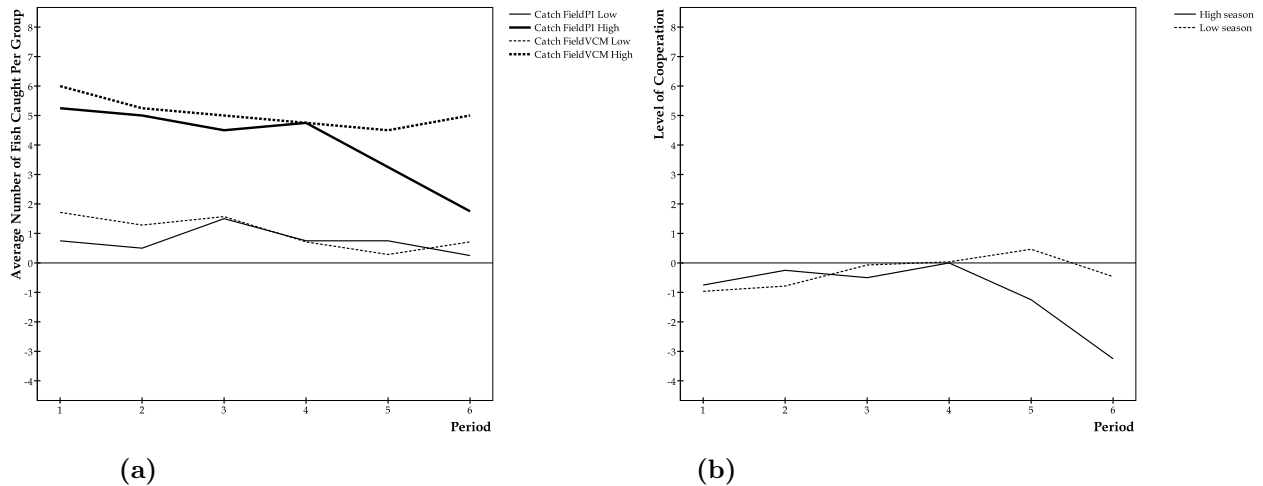 Average Number of Fish Caught Per Group
8
7
6
5
4
3
2
1
0
-1
-2
-3
-4
1 2 3 4 5 6
Period
Catch FieldPI Low
Catch FieldPI High
Catch FieldVCM Low
Catch FieldVCM High
(a)
Level of Cooperation
8
7
6
5
4
3
2
1
0
-1
-2
-3
-4
1 2 3 4 5 6
Period
High season
Low season
(b)